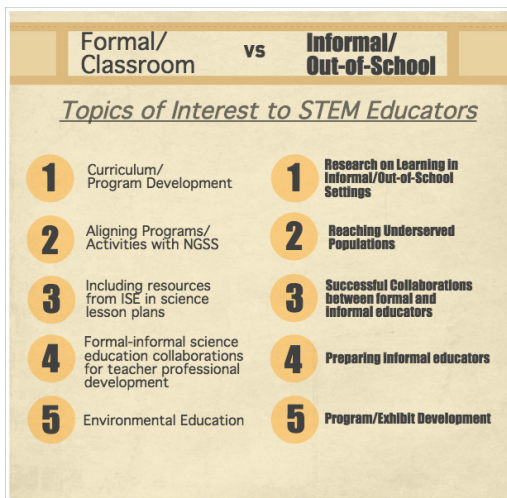 Formal/
Classroom
vs
Informal/
Out-of-School
Topics of Interest to STEM Educators
1
Curriculum/
Program Development
2
Aligning Programs/
Activities with NGSS
3
Including resources
from ISE in science
lesson plans
4
Formal-informal science
education collaborations
for teacher professional
development
5
Environmental Education
1
Research on Learning in
Informal/Out-of-School
Settings
2
Reaching Underserved
Populations
3
Successful Collaborations
between formal and
informal educators
4
Preparing informal educators
5
Program/Exhibit Development